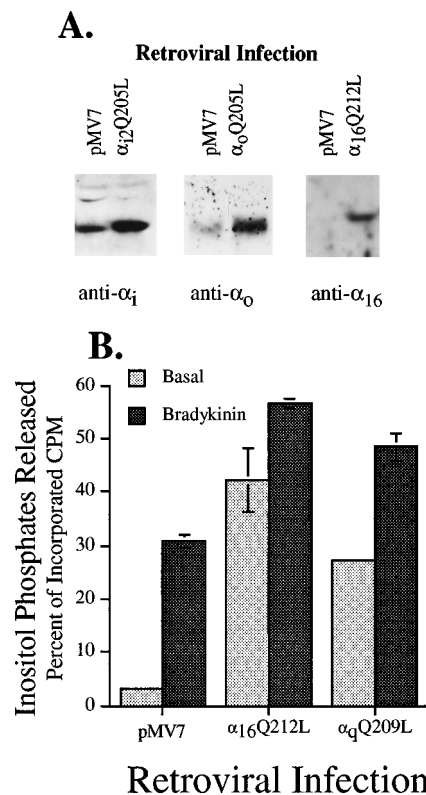 A.
Retroviral Infection
pMV7
αi2Q205L
pMV7
αoQ205L
pMV7
α16Q212L
anti-αi
anti-αo
anti-α16
B.
Inositol Phosphates Released
Percent of Incorporated CPM
60
50
40
30
20
10
0
Basal
Bradykinin
pMV7
α16Q212L
αqQ209L
Retroviral Infection